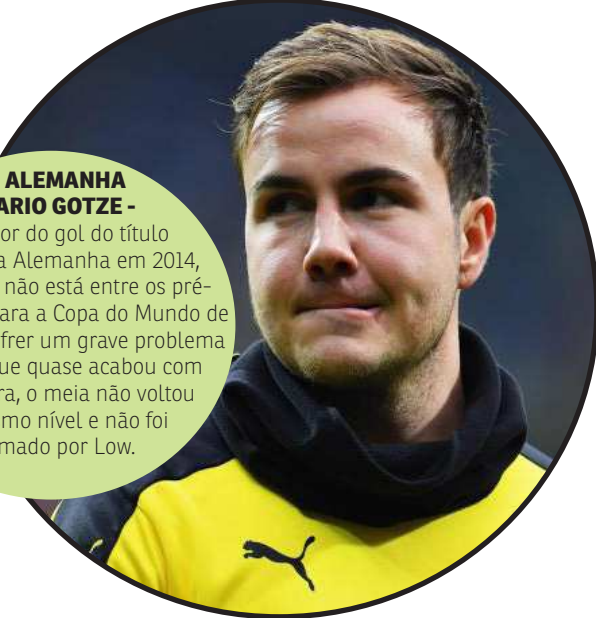 ALEMANHA
ARIO GOTZE -
or do gol do título
a Alemanha em 2014,
não está entre os pré-
ara a Copa do Mundo de
frer um grave problema
ue quase acabou com
ra, o meia não voltou
mo nível e não foi
mado por Low.